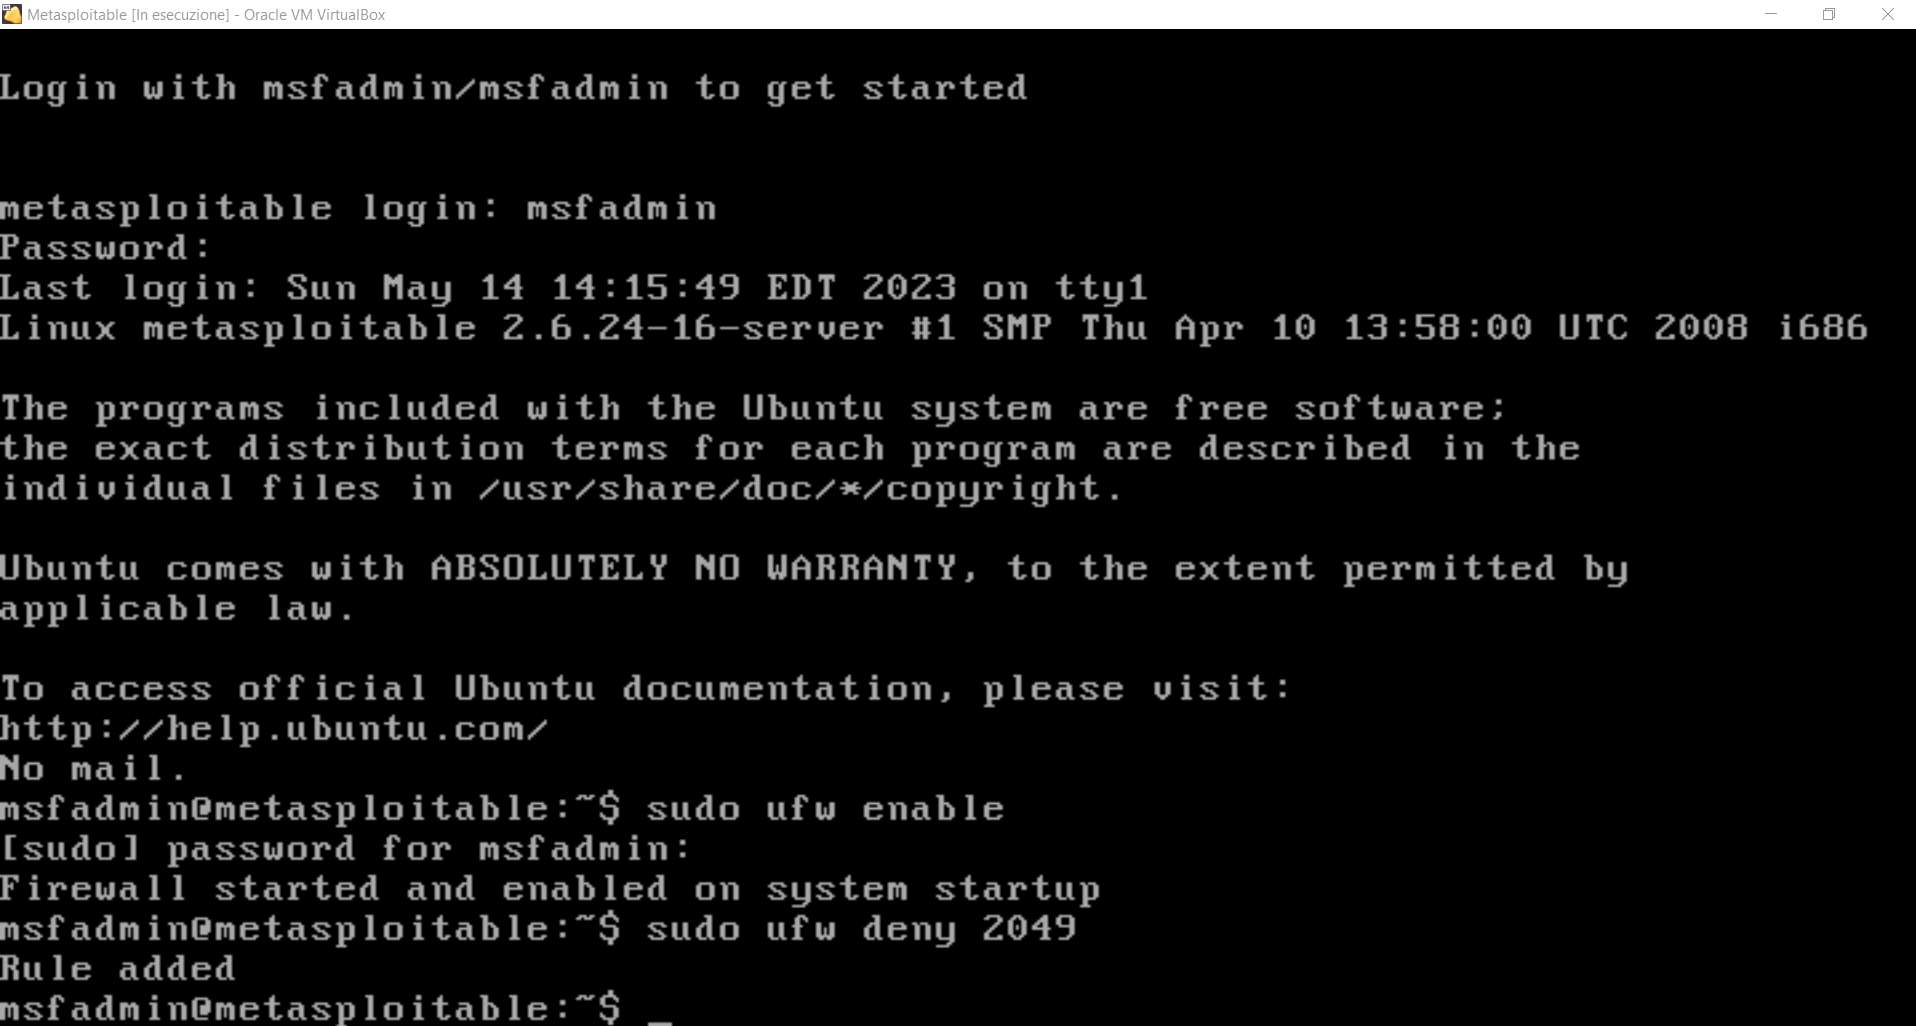 Metasploitable [In esecuzione] - Oracle VM VirtualBox
Login with msfadmin/msfadmin to get started
metasploitable login: msfadmin
Password:
Last login: Sun May 14 14:15:49 EDT 2023 on tty1
Linux metasploitable 2.6.24-16-server #1 SMP Thu Apr 10 13:58:00 UTC 2008 i686
The programs included with the Ubuntu system are free software;
the exact distribution terms for each program are described in the
individual files in /usr/share/doc/*/copyright.
Ubuntu comes with ABSOLUTELY NO WARRANTY, to the extent permitted by
applicable law.
To access official Ubuntu documentation, please visit:
http://help.ubuntu.com/
No mail.
msfadmin@metasploitable:~$ sudo ufw enable
[sudo] password for msfadmin:
Firewall started and enabled on system startup
msfadmin@metasploitable:~$ sudo ufw deny 2049
Rule added
msfadmin@metasploitable:~$ _